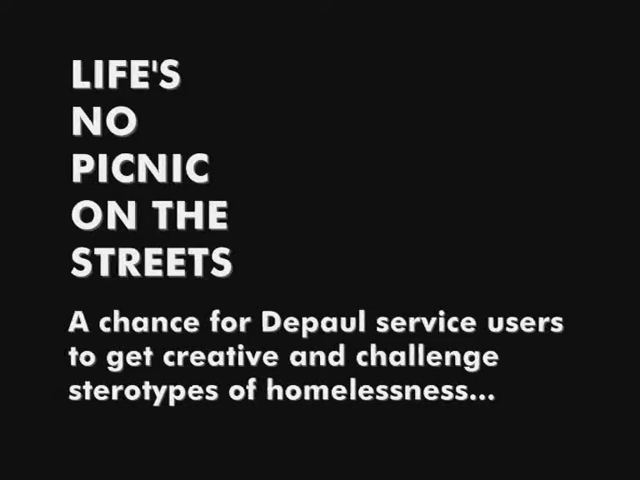 LIFE'S
NO
PICNIC
ON THE
STREETS
A chance for Depaul service users
to get creative and challenge
sterotypes of homelessness...